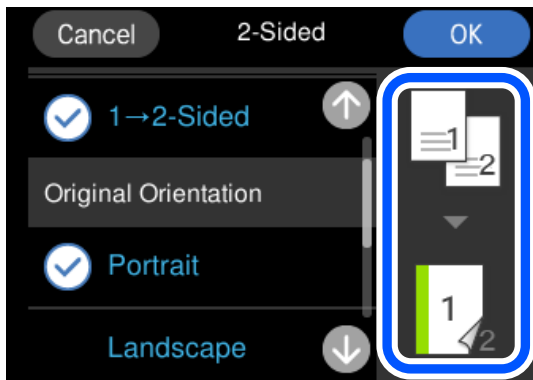 Cancel 2-Sided OK
1→2-Sided
Original Orientation
Portrait
Landscape
1
2
1
2